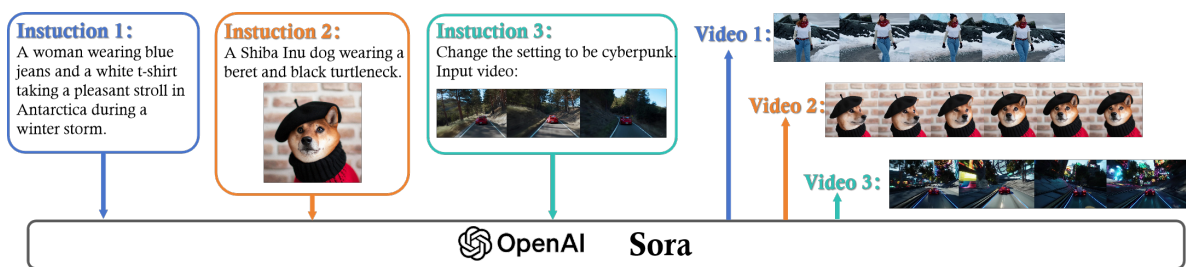 Instuction 1:
A woman wearing blue
jeans and a white t-shirt
taking a pleasant stroll in
Antarctica during a
winter storm.
Instuction 2:
A Shiba Inu dog wearing a
beret and black turtleneck.
Instuction 3:
Change the setting to be cyberpunk.
Input video:
Video 1:
Video 2:
Video 3:
OpenAI Sora